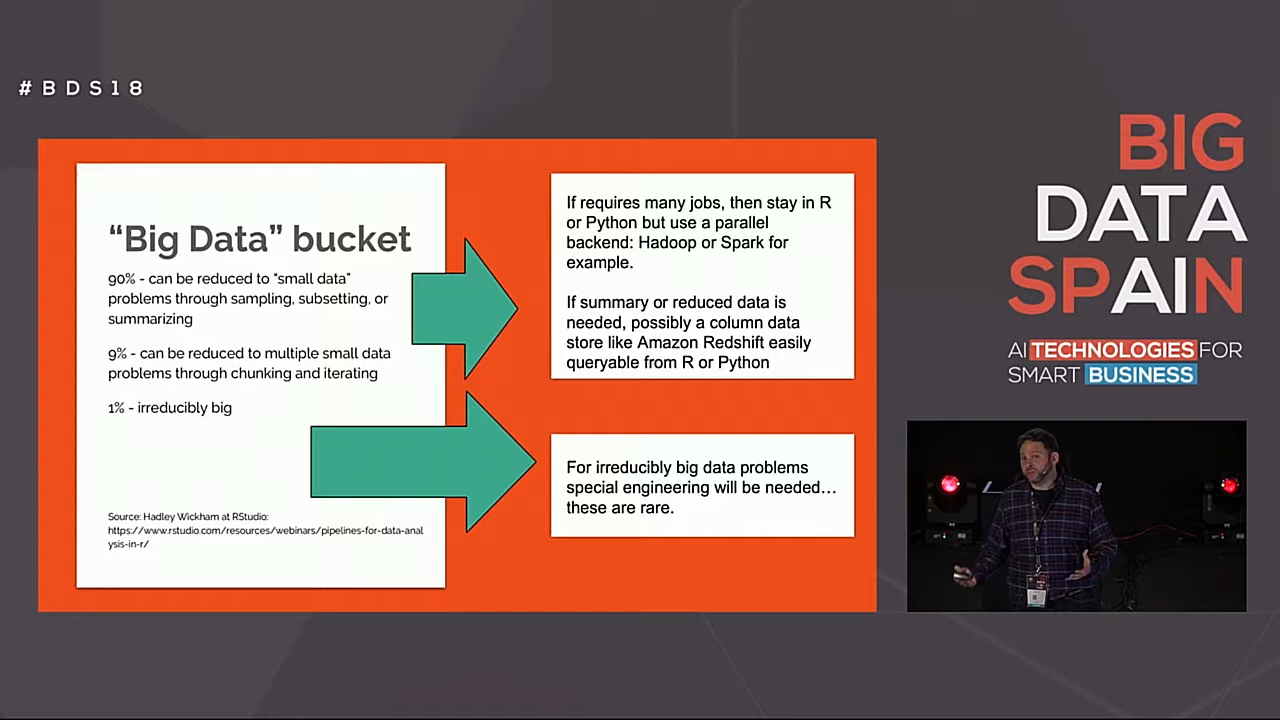 #BDS18
“Big Data” bucket
90% - can be reduced to “small data”
problems through sampling, subsetting, or
summarizing
9% - can be reduced to multiple small data
problems through chunking and iterating
1% - irreducibly big
Source: Hadley Wickham at RStudio:
https://www.rstudio.com/resources/webinars/pipelines-for-data-anal
ysis-in-r/
If requires many jobs, then stay in R
or Python but use a parallel
backend: Hadoop or Spark for
example.
If summary or reduced data is
needed, possibly a column data
store like Amazon Redshift easily
queryable from R or Python
For irreducibly big data problems
special engineering will be needed…
these are rare.
BIG
DATA
SPAIN
AI TECHNOLOGIES FOR
SMART BUSINESS